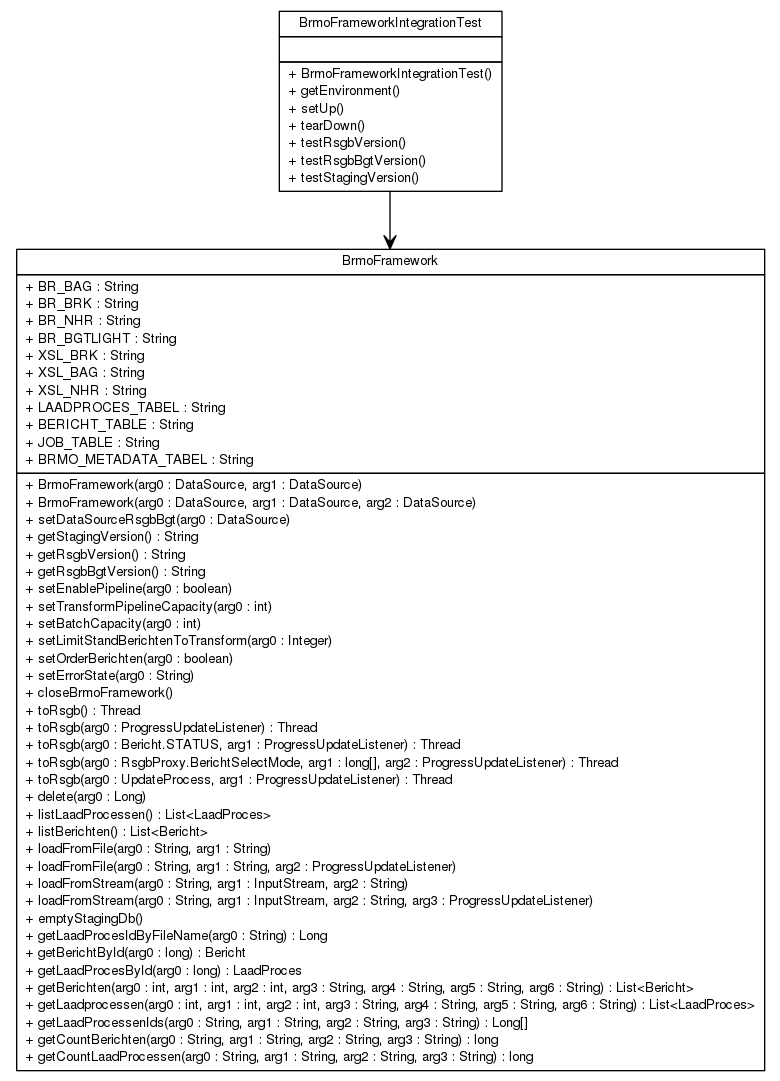 BrmoFrameworkIntegrationTest
+ BrmoFrameworkIntegrationTest()
+ getEnvironment()
+ setUp()
+ tearDown()
+ testRsgbVersion()
+ testRsgbBgtVersion()
+ testStagingVersion()
BrmoFramework
+ BR_BAG : String
+ BR_BRK : String
+ BR_NHR : String
+ BR_BGTLIGHT : String
+ XSL_BRK : String
+ XSL_BAG : String
+ XSL_NHR : String
+ LAADPROCES_TABEL : String
+ BERICHT_TABLE : String
+ JOB_TABLE : String
+ BRMO_METADATA_TABEL : String
+ BrmoFramework(arg0 : DataSource, arg1 : DataSource)
+ BrmoFramework(arg0 : DataSource, arg1 : DataSource, arg2 : DataSource)
+ setDataSourceRsgbBgt(arg0 : DataSource)
+ getStagingVersion() : String
+ getRsgbVersion() : String
+ getRsgbBgtVersion() : String
+ setEnablePipeline(arg0 : boolean)
+ setTransformPipelineCapacity(arg0 : int)
+ setBatchCapacity(arg0 : int)
+ setLimitStandBerichtenToTransform(arg0 : Integer)
+ setOrderBerichten(arg0 : boolean)
+ setErrorState(arg0 : String)
+ closeBrmoFramework()
+ toRsgb() : Thread
+ toRsgb(arg0 : ProgressUpdateListener) : Thread
+ toRsgb(arg0 : Bericht.STATUS, arg1 : ProgressUpdateListener) : Thread
+ toRsgb(arg0 : RsgbProxy.BerichtSelectMode, arg1 : long[], arg2 : ProgressUpdateListener) : Thread
+ toRsgb(arg0 : UpdateProcess, arg1 : ProgressUpdateListener) : Thread
+ delete(arg0 : Long)
+ listLaadProcessen() : List<LaadProces>
+ listBerichten() : List<Bericht>
+ loadFromFile(arg0 : String, arg1 : String)
+ loadFromFile(arg0 : String, arg1 : String, arg2 : ProgressUpdateListener)
+ loadFromStream(arg0 : String, arg1 : InputStream, arg2 : String)
+ loadFromStream(arg0 : String, arg1 : InputStream, arg2 : String, arg3 : ProgressUpdateListener)
+ emptyStagingDb()
+ getLaadProcesIdByFileName(arg0 : String) : Long
+ getBerichtById(arg0 : long) : Bericht
+ getLaadProcesById(arg0 : long) : LaadProces
+ getBerichten(arg0 : int, arg1 : int, arg2 : int, arg3 : String, arg4 : String, arg5 : String, arg6 : String) : List<Bericht>
+ getLaadprocessen(arg0 : int, arg1 : int, arg2 : int, arg3 : String, arg4 : String, arg5 : String, arg6 : String) : List<LaadProces>
+ getLaadProcessenIds(arg0 : String, arg1 : String, arg2 : String, arg3 : String) : Long[]
+ getCountBerichten(arg0 : String, arg1 : String, arg2 : String, arg3 : String) : long
+ getCountLaadProcessen(arg0 : String, arg1 : String, arg2 : String, arg3 : String) : long